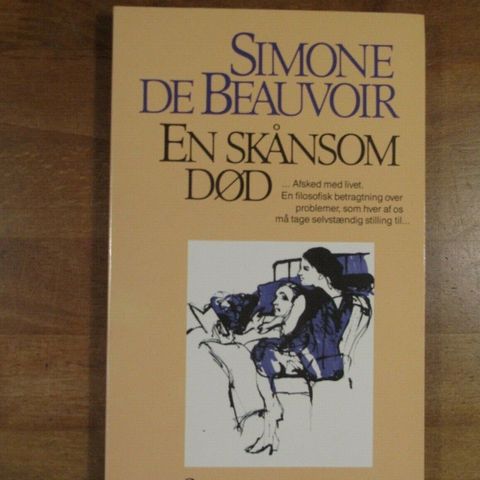 SIMONE
DE BEAUVOIR
EN SKÅNSOM
DØD
... Afsked med livet.
En filosofisk betragtning over
problemer, som hver af os
må tage selvstændig stilling til...